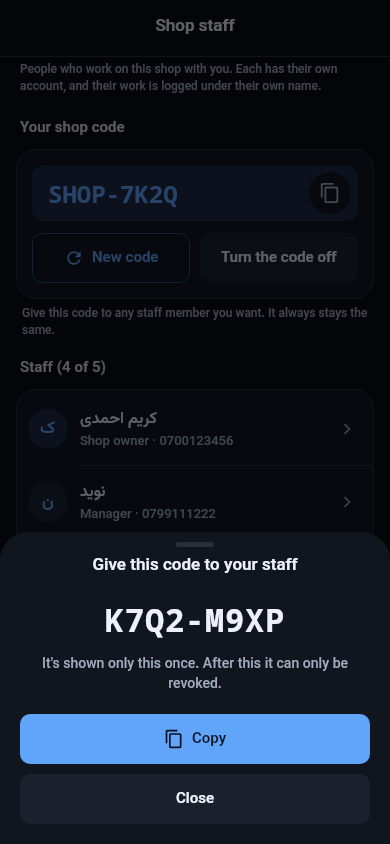 Shop staff
People who work on this shop with you. Each has their own
account, and their work is logged under their own name.
Your shop code
SHOP-7K2Q
New code
Turn the code off
Give this code to any staff member you want. It always stays the
same.
Staff (4 of 5)
ک
کریم احمدی
Shop owner · 0700123456
ن
نوید
Manager · 0799111222
Give this code to your staff
K7Q2-M9XP
It's shown only this once. After this it can only be
revoked.
Copy
Close